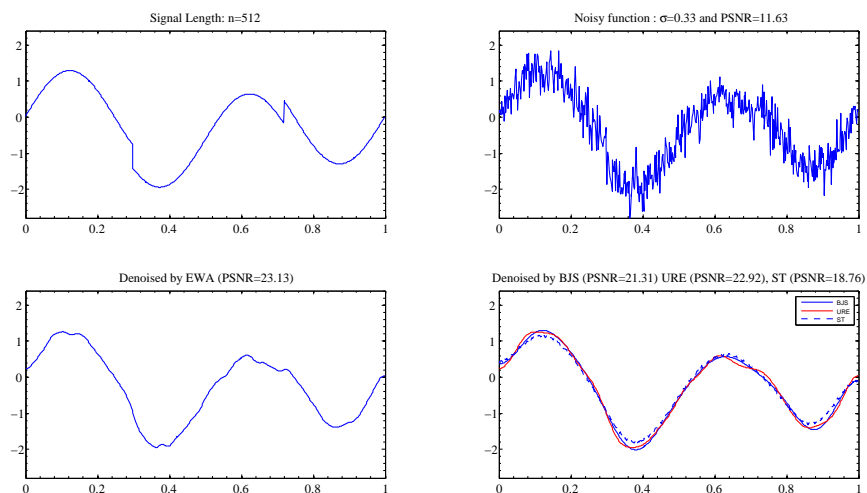 Signal Length: n=512
2
1
0
−1
−2
0 0.2 0.4 0.6 0.8 1
Noisy function : σ=0.33 and PSNR=11.63
2
1
0
−1
−2
0 0.2 0.4 0.6 0.8 1
Denoised by EWA (PSNR=23.13)
2
1
0
−1
−2
0 0.2 0.4 0.6 0.8 1
Denoised by BJS (PSNR=21.31) URE (PSNR=22.92), ST (PSNR=18.76)
BJS
URE
ST
2
1
0
−1
−2
0 0.2 0.4 0.6 0.8 1